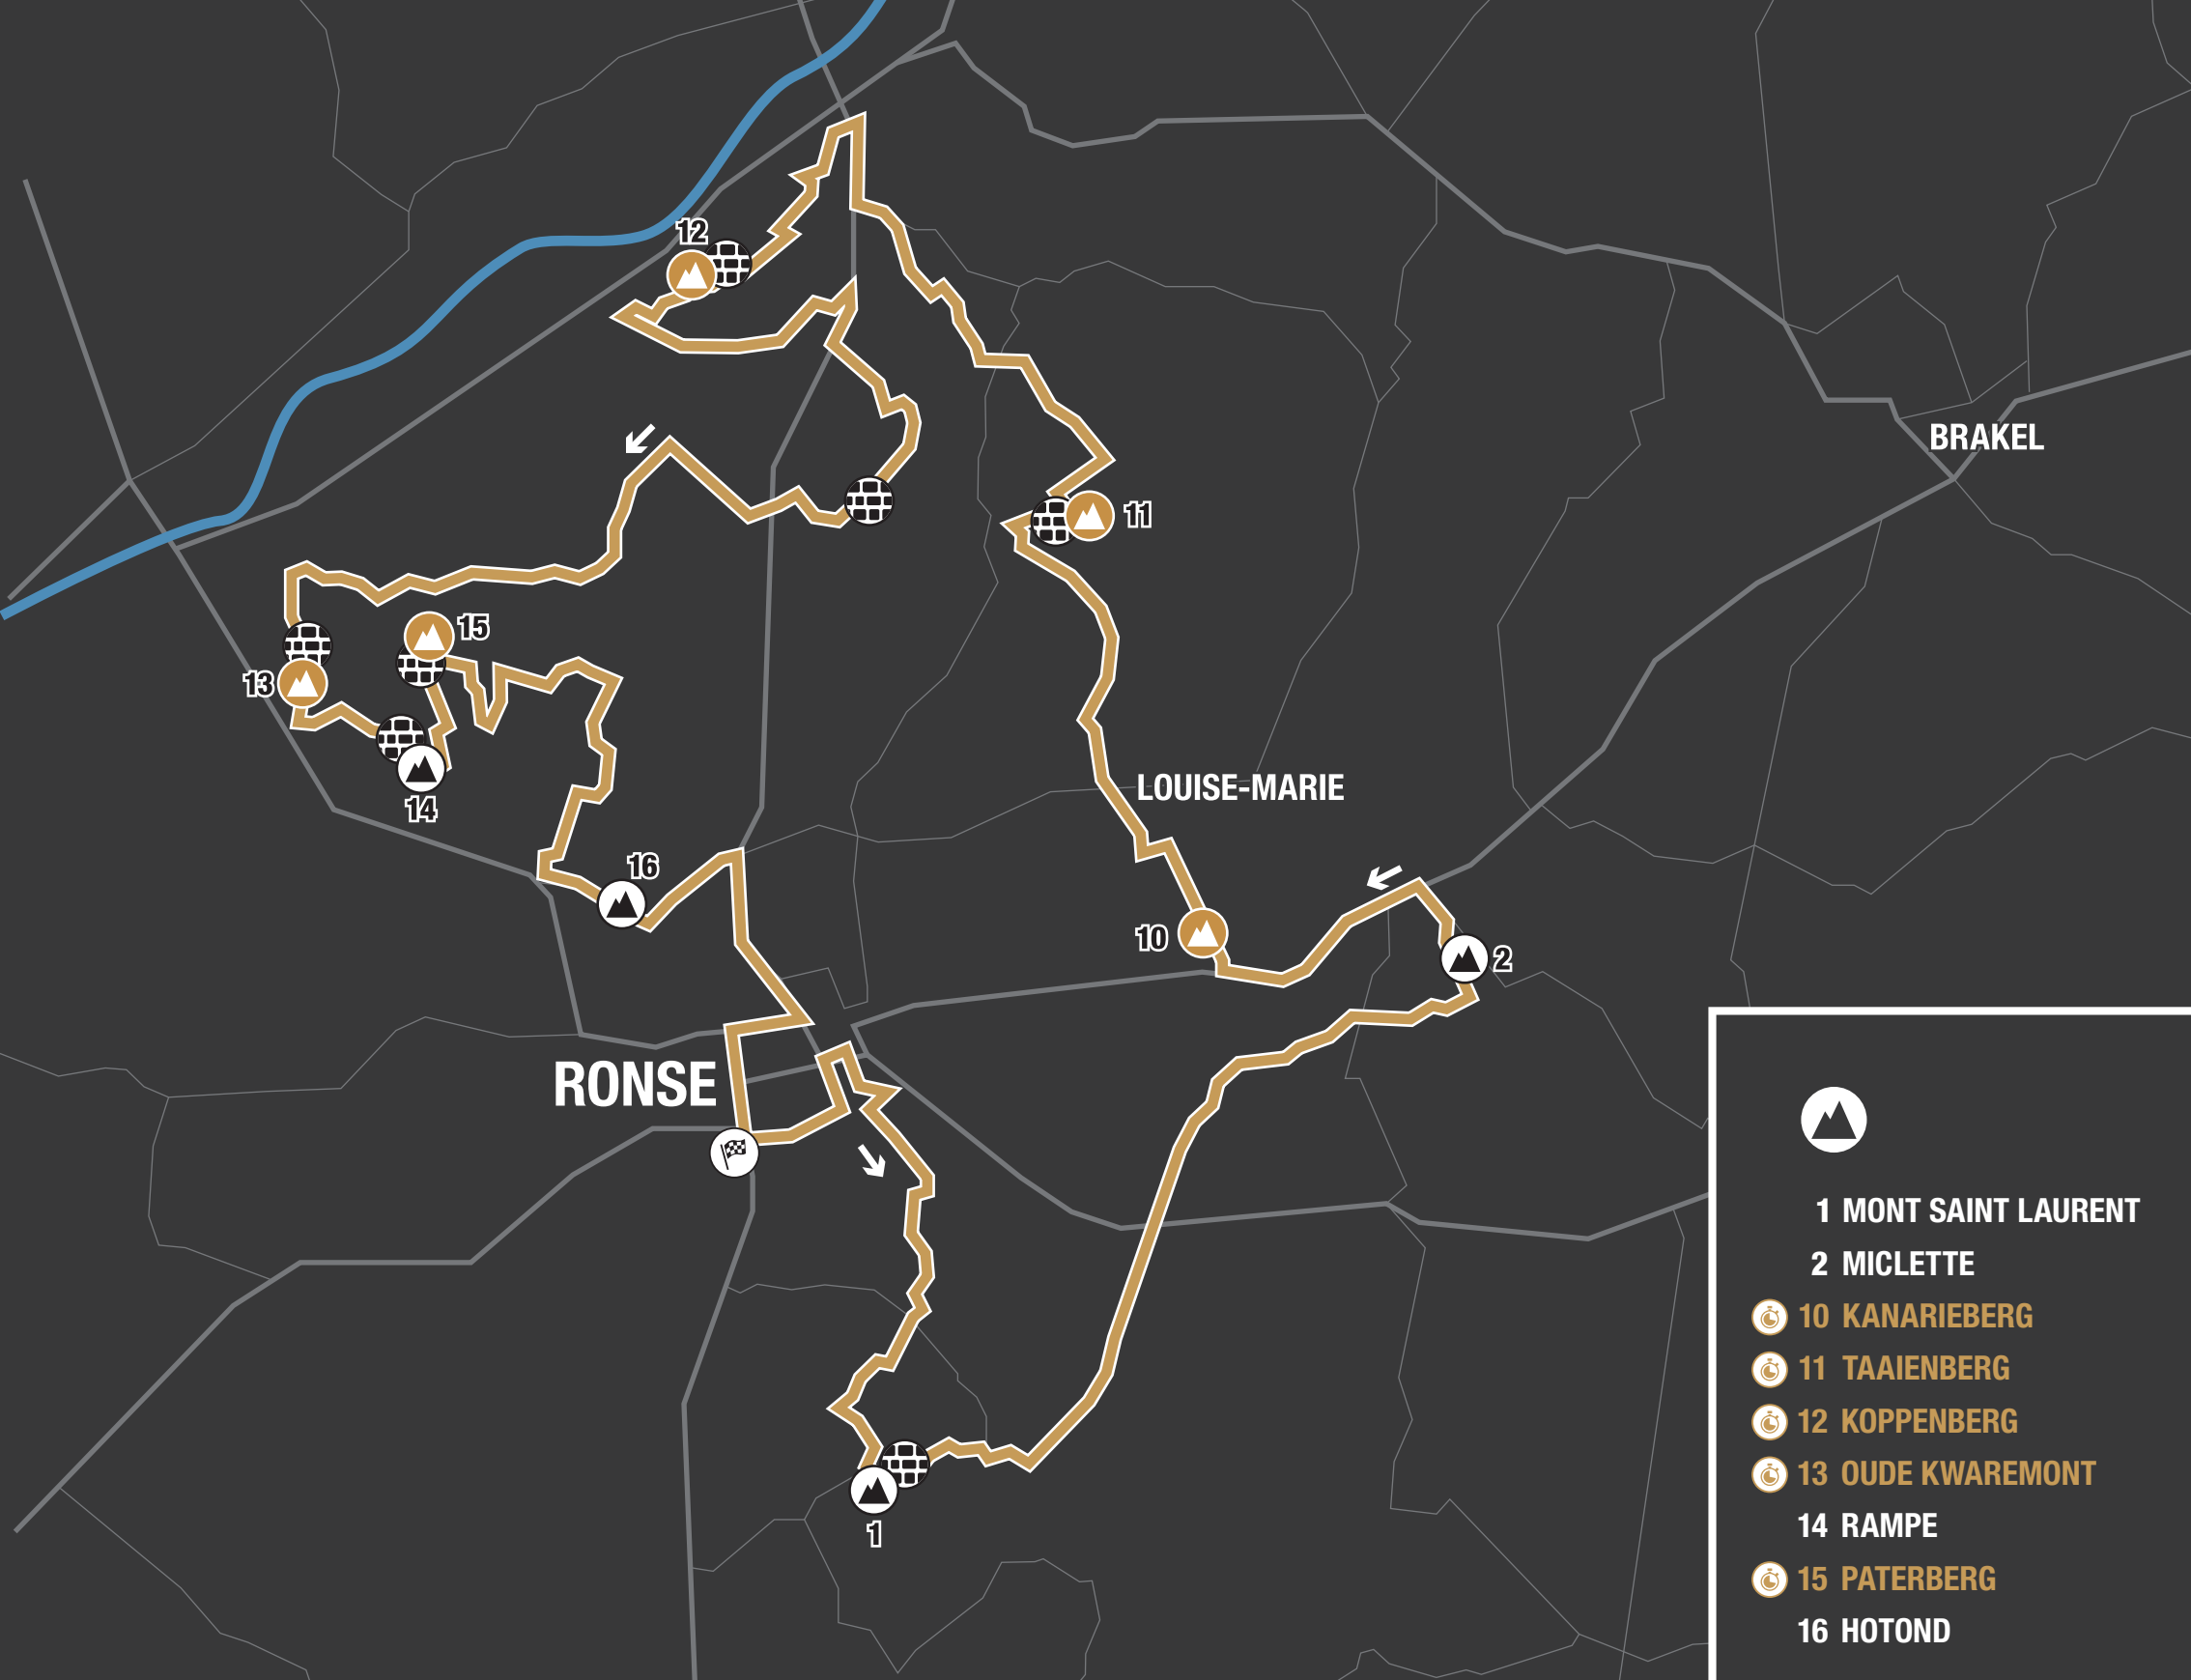 12
BRAKEL
11
15
13
LOUISE-MARIE
14
16
10
2
RONSE
1
1 MONT SAINT LAURENT
2 MICLETTE
10 KANARIEBERG
11 TAAIENBERG
12 KOPPENBERG
13 OUDE KWAREMONT
14 RAMPE
15 PATERBERG
16 HOTOND